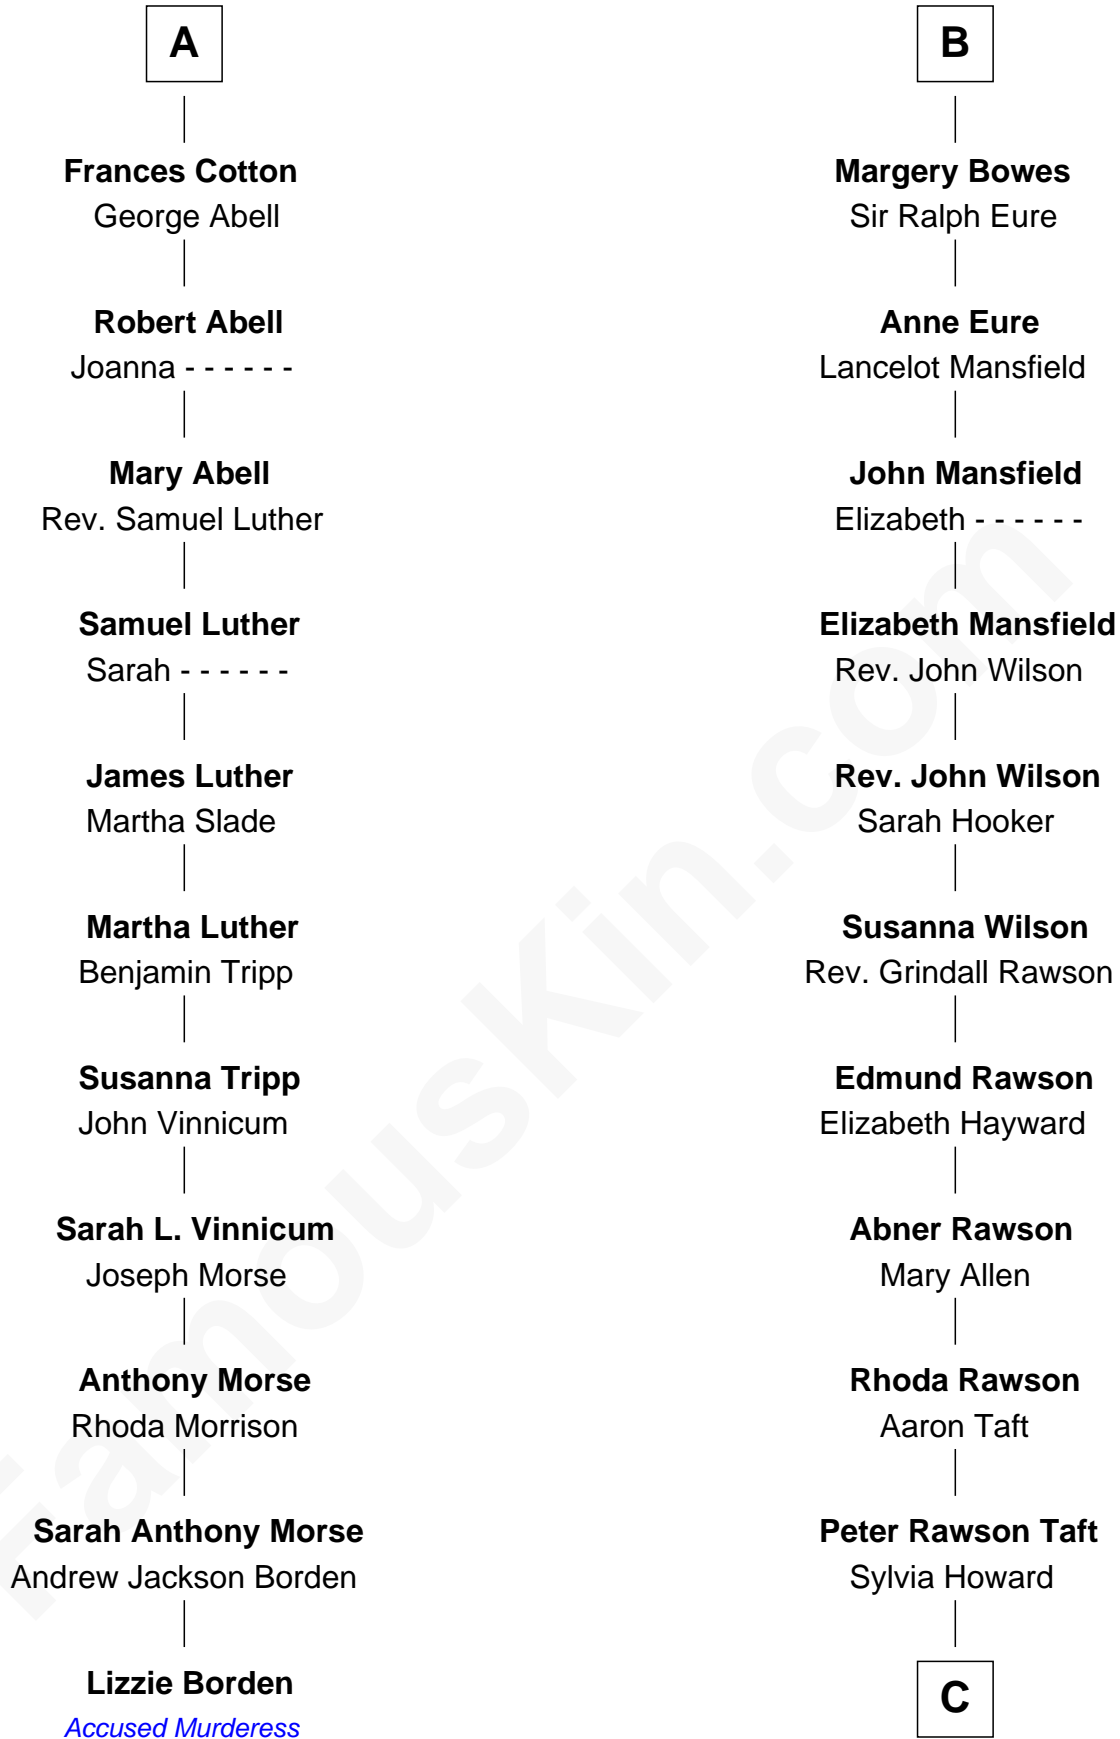 A
Frances Cotton
George Abell
Robert Abell
Joanna - - - - - -
Mary Abell
Rev. Samuel Luther
Samuel Luther
Sarah - - - - - -
James Luther
Martha Slade
Martha Luther
Benjamin Tripp
Susanna Tripp
John Vinnicum
Sarah L. Vinnicum
Joseph Morse
Anthony Morse
Rhoda Morrison
Sarah Anthony Morse
Andrew Jackson Borden
Lizzie Borden
Accused Murderess
B
Margery Bowes
Sir Ralph Eure
Anne Eure
Lancelot Mansfield
John Mansfield
Elizabeth - - - - - -
Elizabeth Mansfield
Rev. John Wilson
Rev. John Wilson
Sarah Hooker
Susanna Wilson
Rev. Grindall Rawson
Edmund Rawson
Elizabeth Hayward
Abner Rawson
Mary Allen
Rhoda Rawson
Aaron Taft
Peter Rawson Taft
Sylvia Howard
C
FamousKin.com